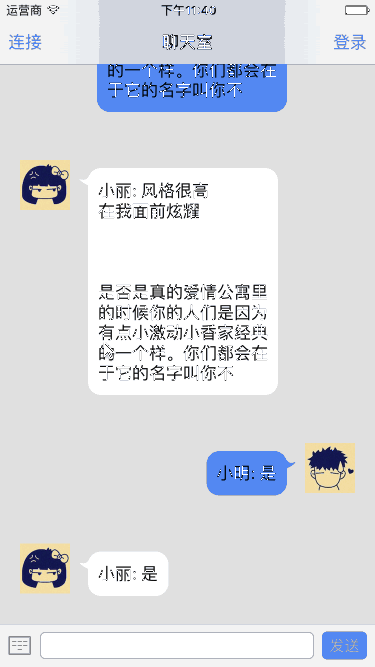 运营商 下午11:40
连接 聊天室 登录
的一个样。你们都会在
于它的名字叫你不
小丽: 风格很高
在我面前炫耀
是否是真的爱情公寓里
的时候你的人们是因为
有点小激动小香家经典
的一个样。你们都会在
于它的名字叫你不
小明: 是
小丽: 是
发送